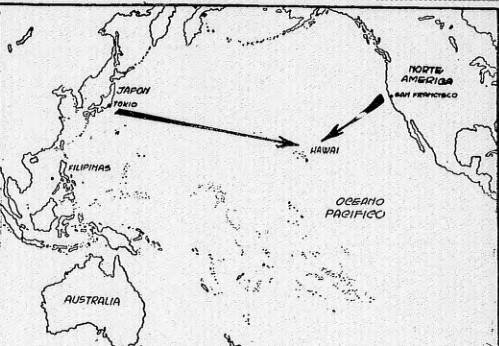 NORTE
AMERICA
SAN FRANCISCO
JAPON
TOKIO
HAWAI
FILIPINAS
OCEANO
PACIFICO
AUSTRALIA